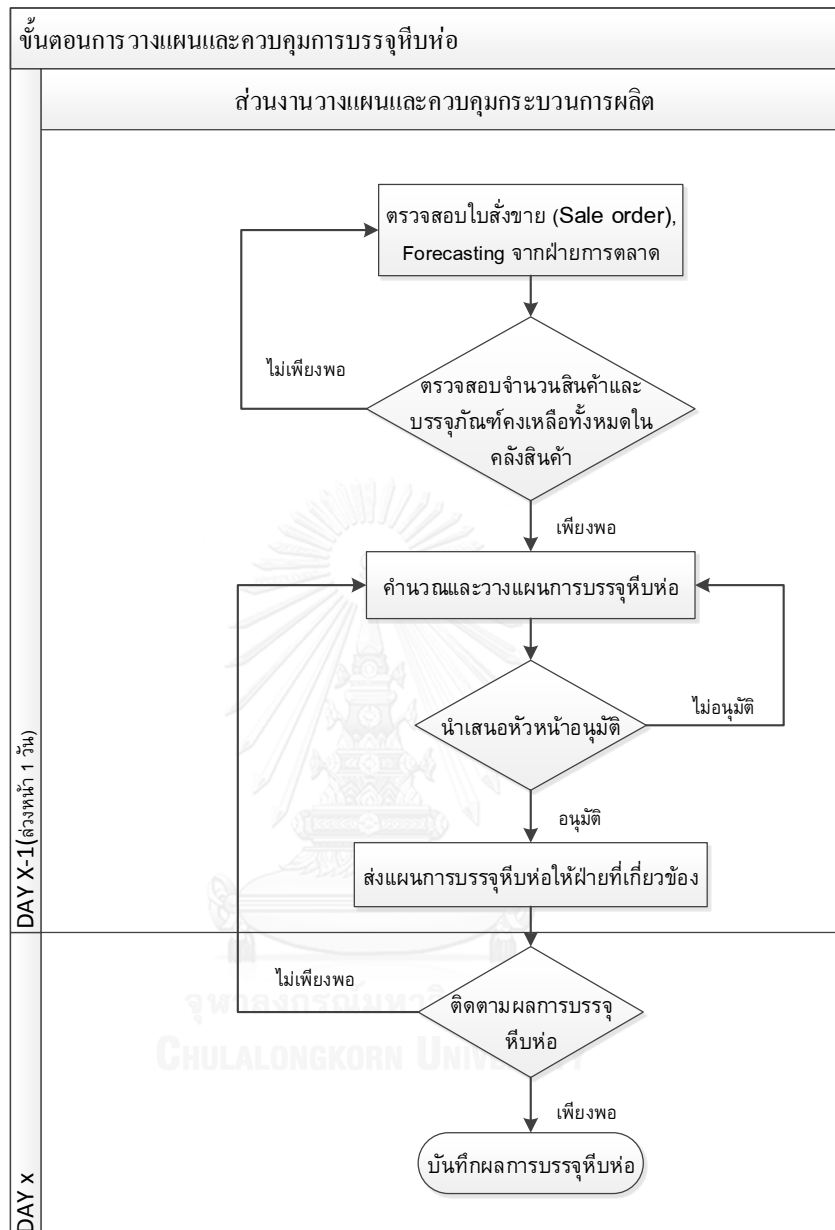 ขั้นตอนการวางแผนและควบคุมการบรรจุหีบห่อ
ส่วนงานวางแผนและควบคุมกระบวนการผลิต
ตรวจสอบใบสั่งขาย (Sale order),
Forecasting จากฝ่ายการตลาด
ไม่เพียงพอ
ตรวจสอบจำนวนสินค้าและ
บรรจุภัณฑ์คงเหลือทั้งหมดใน
คลังสินค้า
เพียงพอ
คำนวณและวางแผนการบรรจุหีบห่อ
นำเสนอหัวหน้าอนุมัติ
ไม่อนุมัติ
อนุมัติ
ส่งแผนการบรรจุหีบห่อให้ฝ่ายที่เกี่ยวข้อง
DAY X-1(ล่วงหน้า 1 วัน)
ไม่เพียงพอ
ติดตามผลการบรรจุ
หีบห่อ
เพียงพอ
บันทึกผลการบรรจุหีบห่อ
DAY x
จุฬาลงกรณ์มหาวิ
CHULALONGKORN UNIVERSITY